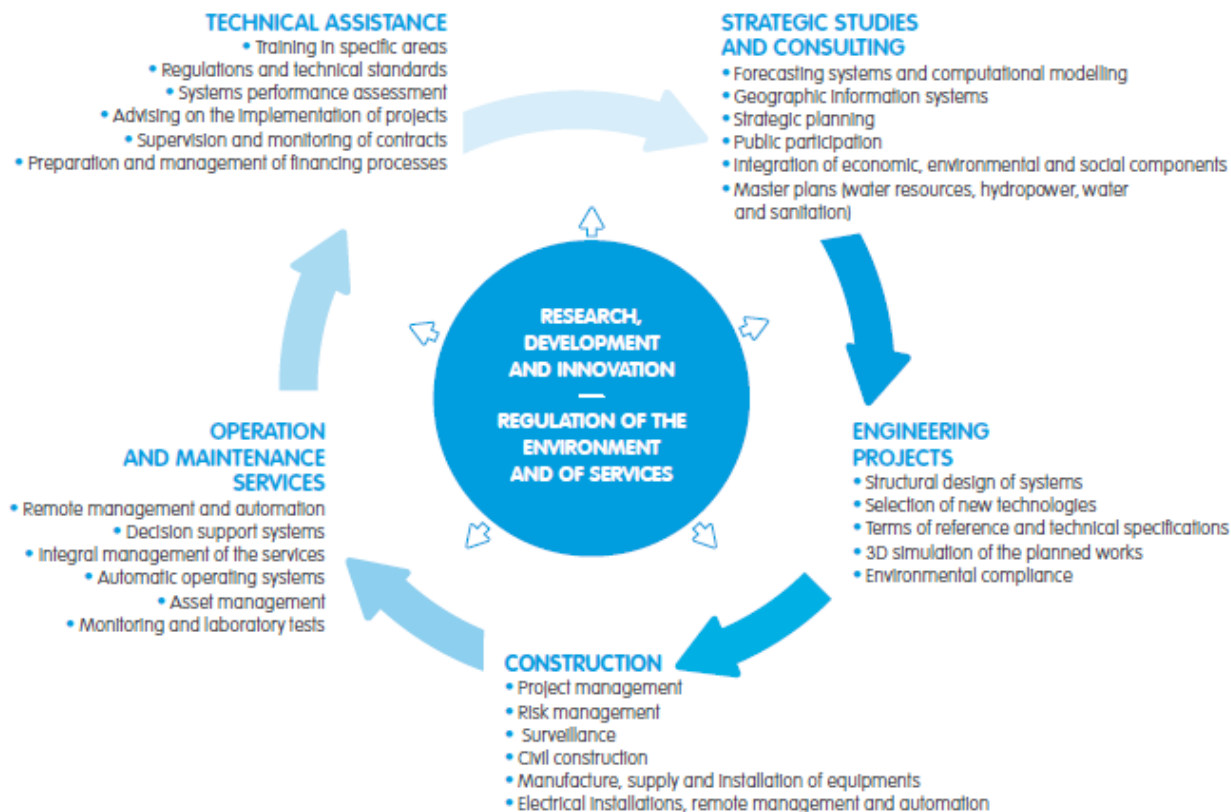 TECHNICAL ASSISTANCE
• Training in specific areas
• Regulations and technical standards
• Systems performance assessment
• Advising on the implementation of projects
• Supervision and monitoring of contracts
• Preparation and management of financing processes
STRATEGIC STUDIES
AND CONSULTING
• Forecasting systems and computational modelling
• Geographic information systems
• Strategic planning
• Public participation
• Integration of economic, environmental and social components
• Master plans (water resources, hydropower, water
and sanitation)
RESEARCH,
DEVELOPMENT
AND INNOVATION
—
REGULATION OF THE
ENVIRONMENT
AND OF SERVICES
OPERATION
AND MAINTENANCE
SERVICES
• Remote management and automation
• Decision support systems
• Integral management of the services
• Automatic operating systems
• Asset management
• Monitoring and laboratory tests
ENGINEERING
PROJECTS
• Structural design of systems
• Selection of new technologies
• Terms of reference and technical specifications
• 3D simulation of the planned works
• Environmental compliance
CONSTRUCTION
• Project management
• Risk management
• Surveillance
• Civil construction
• Manufacture, supply and installation of equipments
• Electrical installations, remote management and automation